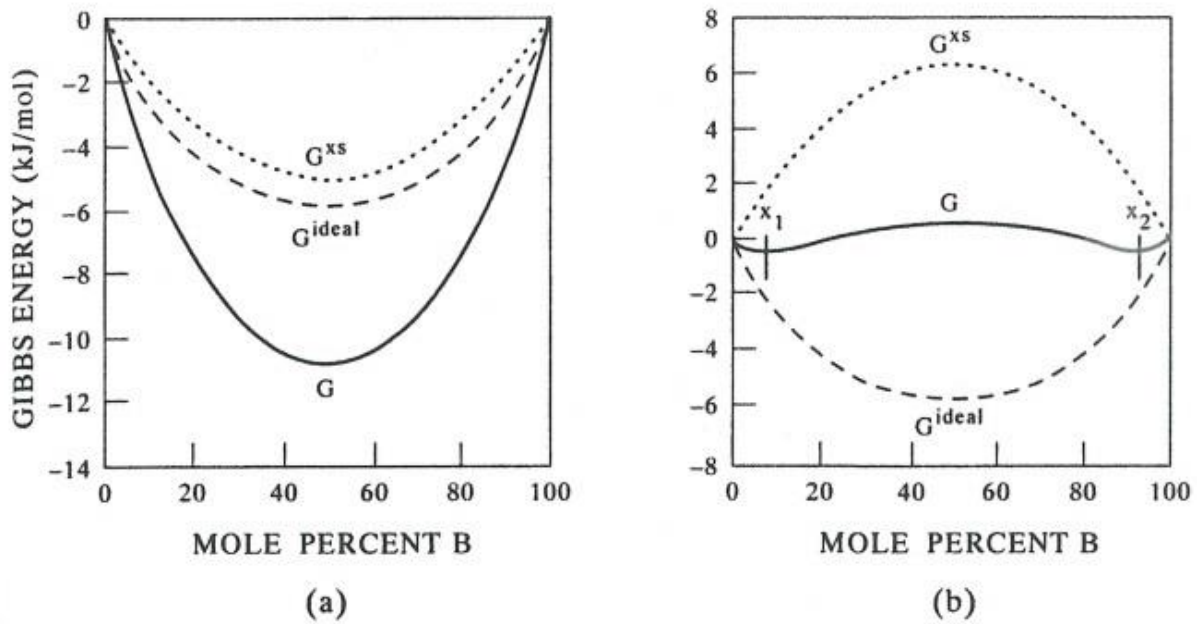 GIBBS ENERGY (kJ/mol)
0
−2
−4
−6
−8
−10
−12
−14
G^xs
G^ideal
G
0 20 40 60 80 100
MOLE PERCENT B
(a)
8
6
4
2
0
−2
−4
−6
−8
G^xs
G
x_1
x_2
G^ideal
0 20 40 60 80 100
MOLE PERCENT B
(b)